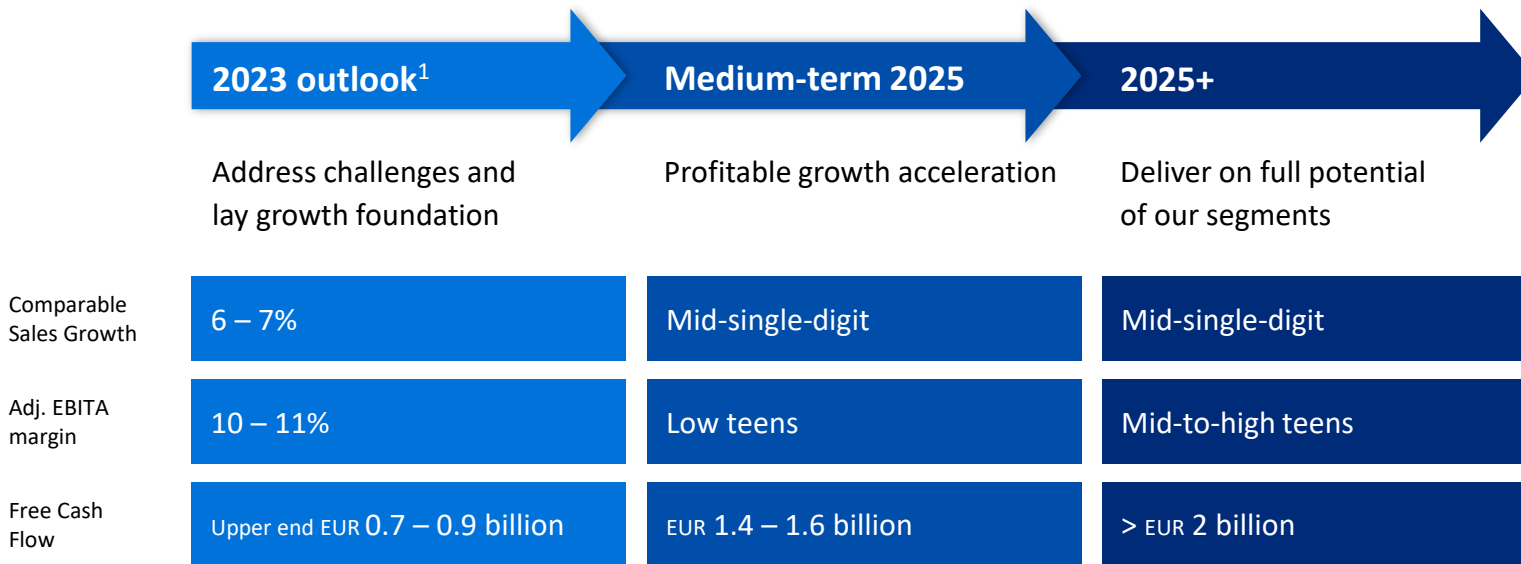 2023 outlook¹
Medium-term 2025
2025+
Address challenges and
lay growth foundation
Profitable growth acceleration
Deliver on full potential
of our segments
Comparable
Sales Growth
6 – 7%
Mid-single-digit
Mid-single-digit
Adj. EBITA
margin
10 – 11%
Low teens
Mid-to-high teens
Free Cash
Flow
Upper end EUR 0.7 – 0.9 billion
EUR 1.4 – 1.6 billion
> EUR 2 billion